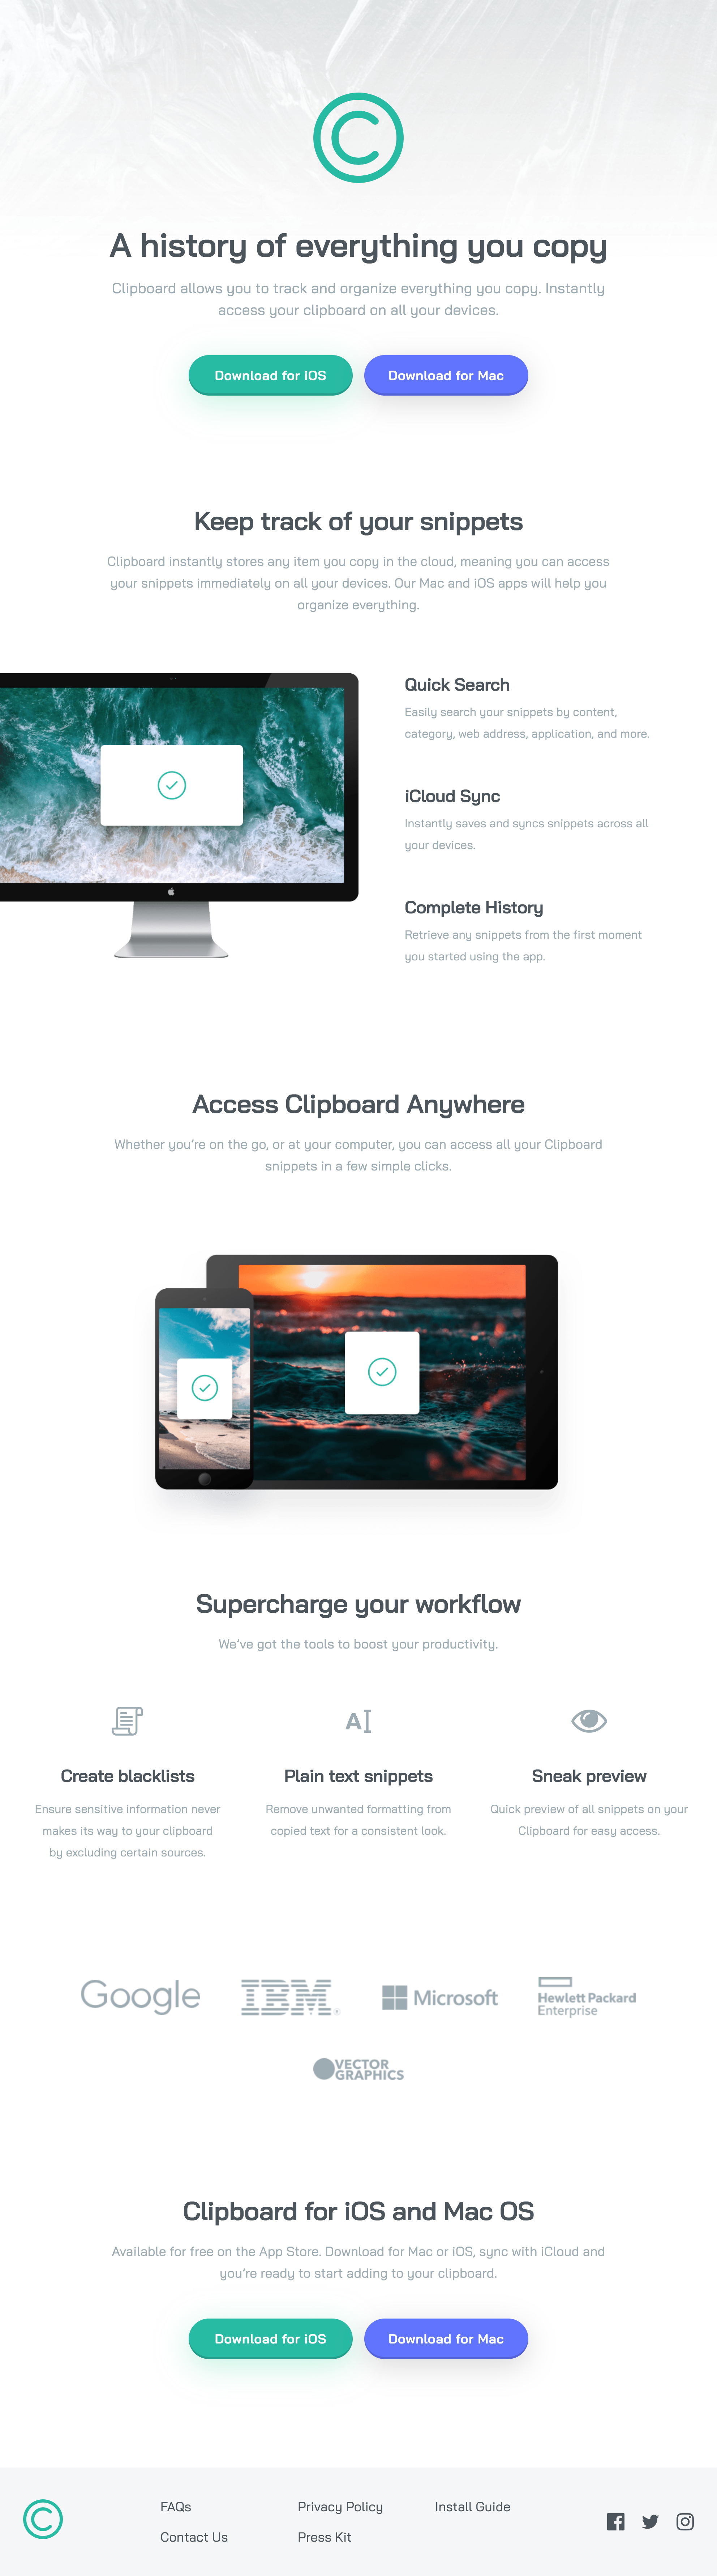 A history of everything you copy
Clipboard allows you to track and organize everything you copy. Instantly
access your clipboard on all your devices.
Download for iOS
Download for Mac
Keep track of your snippets
Clipboard instantly stores any item you copy in the cloud, meaning you can access
your snippets immediately on all your devices. Our Mac and iOS apps will help you
organize everything.
Quick Search
Easily search your snippets by content,
category, web address, application, and more.
iCloud Sync
Instantly saves and syncs snippets across all
your devices.
Complete History
Retrieve any snippets from the first moment
you started using the app.
Access Clipboard Anywhere
Whether you’re on the go, or at your computer, you can access all your Clipboard
snippets in a few simple clicks.
Supercharge your workflow
We’ve got the tools to boost your productivity.
A
Create blacklists
Ensure sensitive information never
makes its way to your clipboard
by excluding certain sources.
Plain text snippets
Remove unwanted formatting from
copied text for a consistent look.
Sneak preview
Quick preview of all snippets on your
Clipboard for easy access.
Google
IBM
Microsoft
Hewlett Packard
Enterprise
VECTOR
GRAPHICS
Clipboard for iOS and Mac OS
Available for free on the App Store. Download for Mac or iOS, sync with iCloud and
you’re ready to start adding to your clipboard.
Download for iOS
Download for Mac
FAQs
Contact Us
Privacy Policy
Press Kit
Install Guide